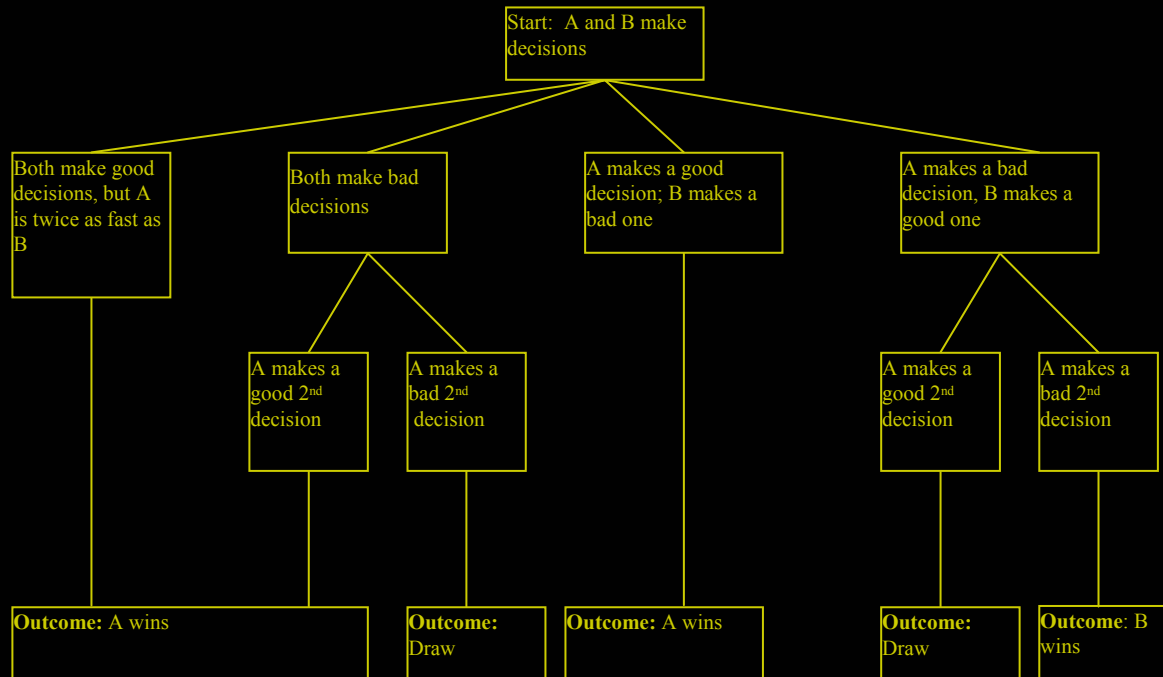 Start: A and B make
decisions
Both make good
decisions, but A
is twice as fast as
B
Both make bad
decisions
A makes a good
decision; B makes a
bad one
A makes a bad
decision, B makes a
good one
A makes a
good 2nd
decision
A makes a
bad 2nd
decision
A makes a
good 2nd
decision
A makes a
bad 2nd
decision
Outcome: A wins
Outcome:
Draw
Outcome: A wins
Outcome:
Draw
Outcome: B
wins